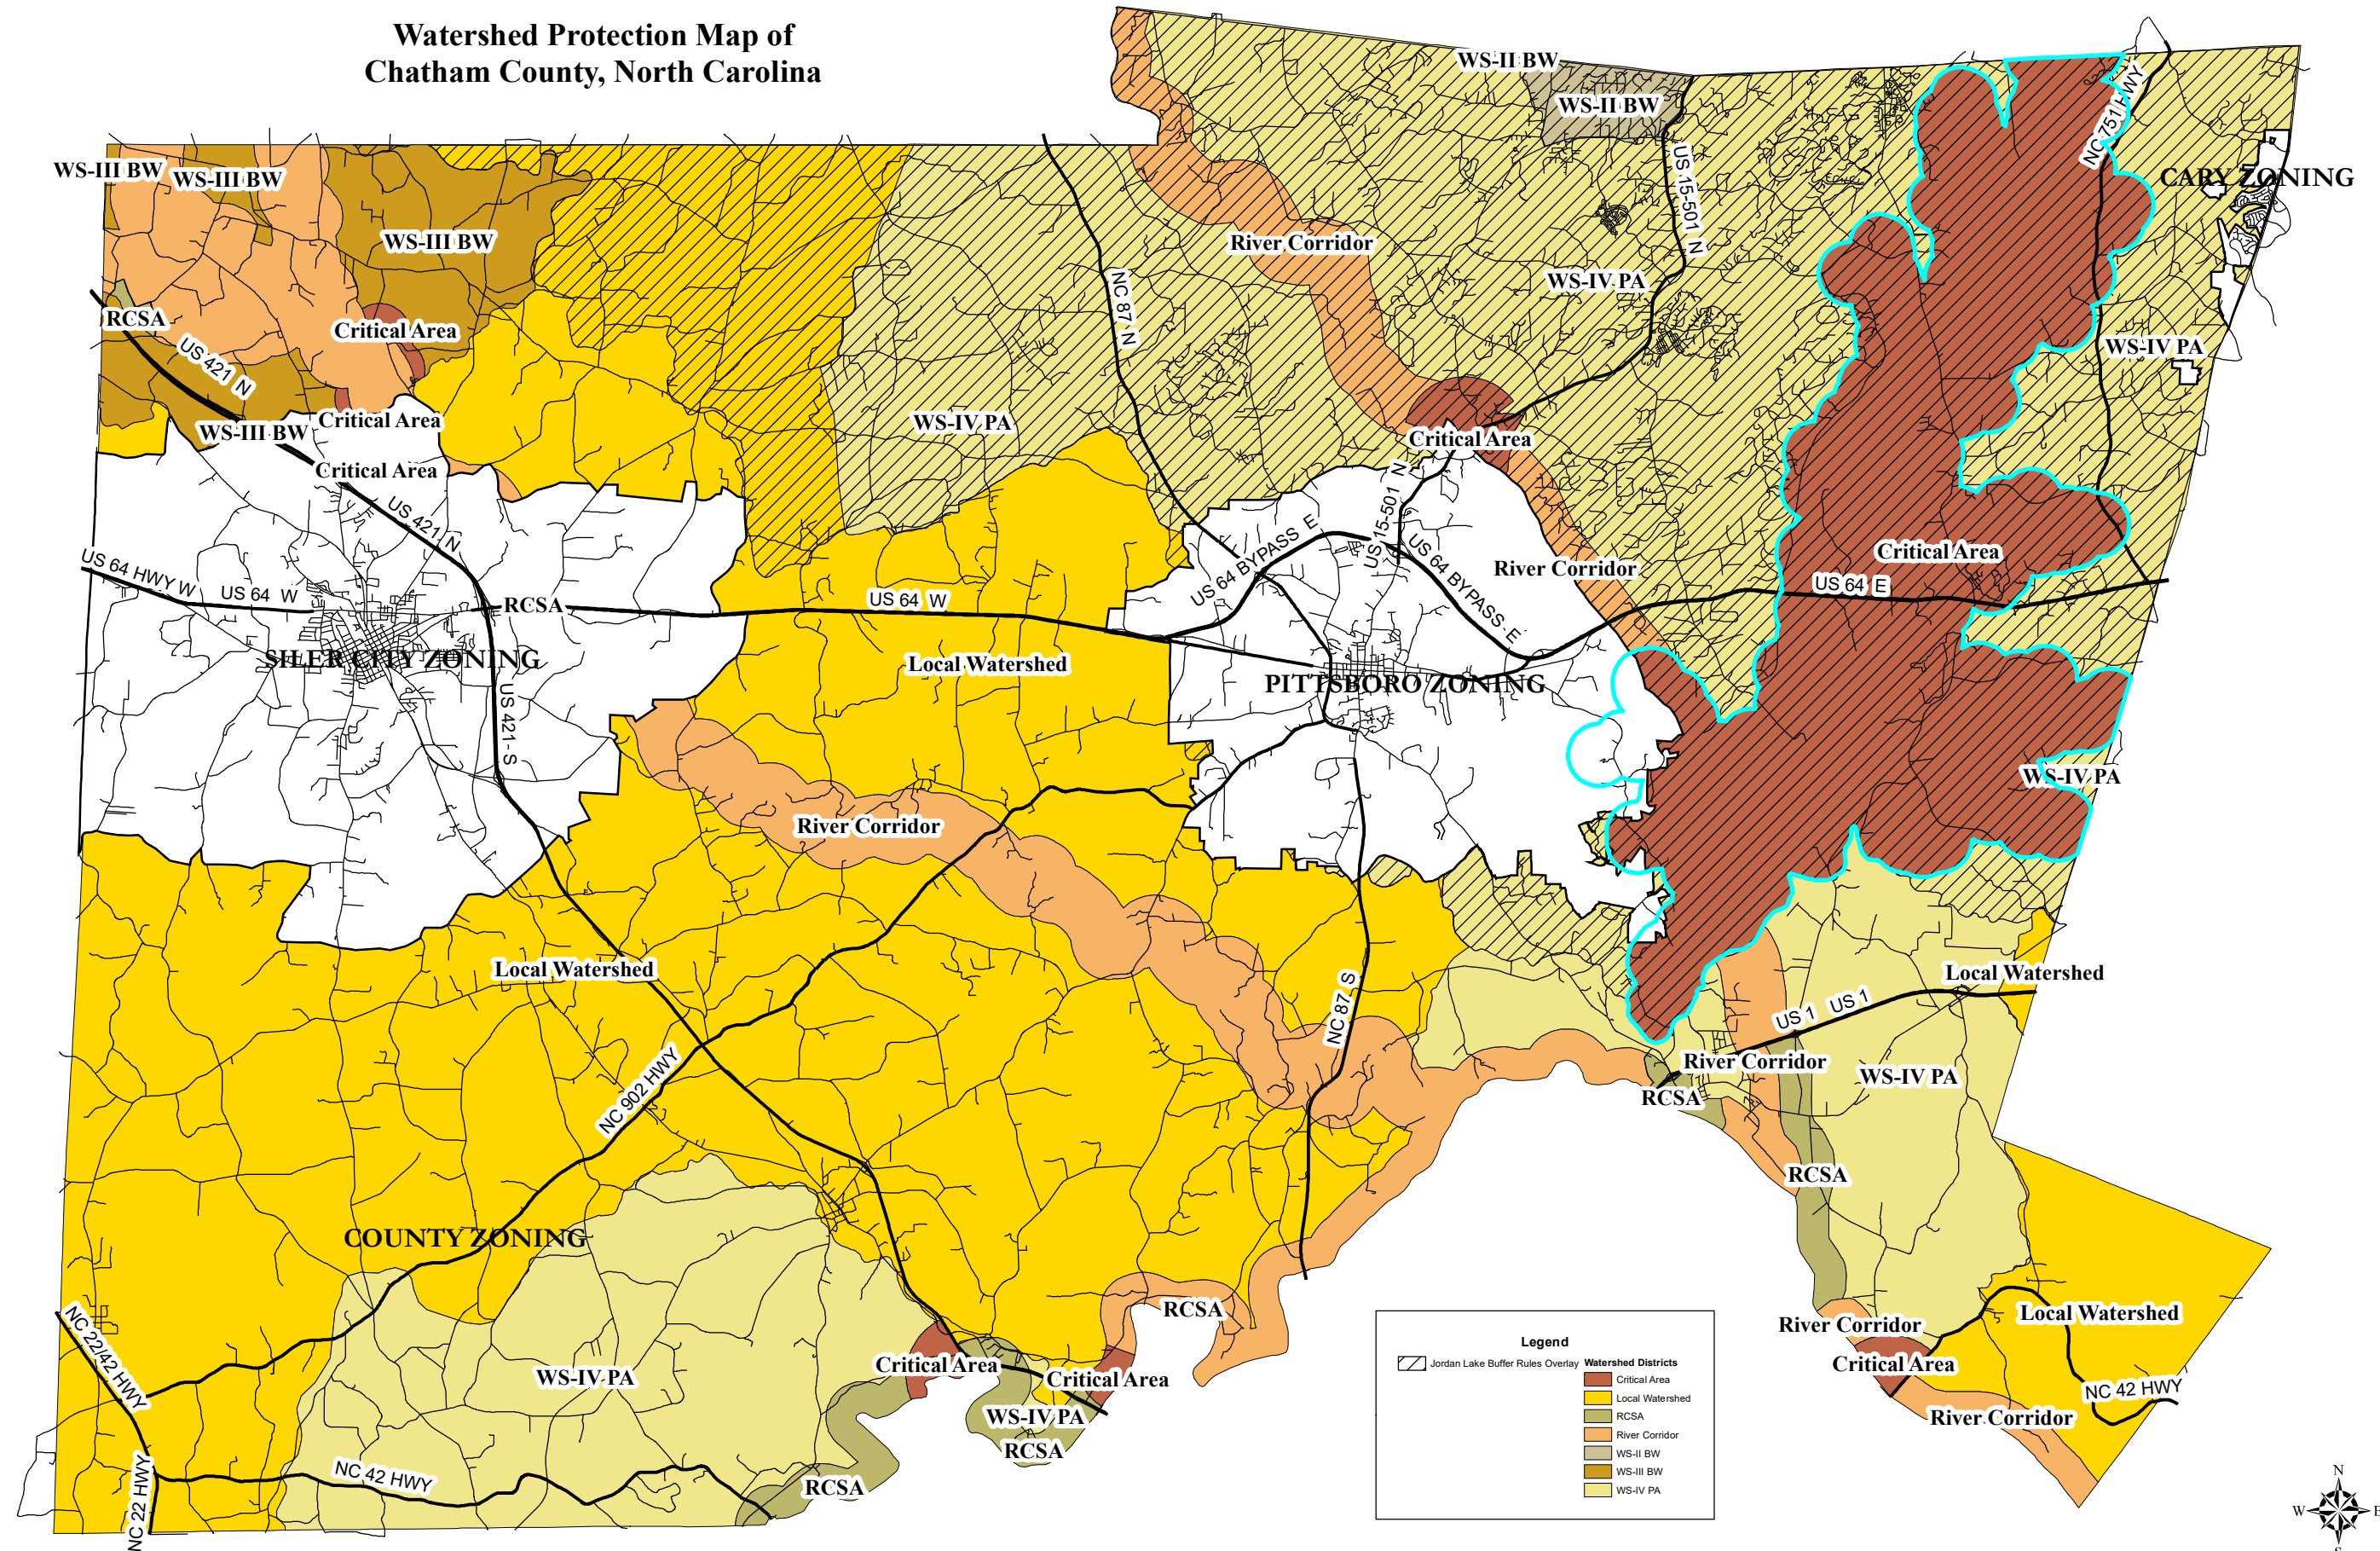 Watershed Protection Map of
Chatham County, North Carolina
WS-II BW
WS-II BW
NC 751 HWY
CARY ZONING
WS-III BW
WS-III BW
WS-III BW
US 15-501 N
River Corridor
WS-IV PA
NC 87 N
RCSA
Critical Area
US 421 N
WS-IV PA
Critical Area
WS-III BW
WS-IV PA
Critical Area
Critical Area
US 421 N
US 15-501 N
US 64 BYPASS E
US 64 BYPASS E
River Corridor
Critical Area
US 64 E
US 64 HWY W
US 64 W
RCSA
US 64 W
SILER CITY ZONING
Local Watershed
PITTSBORO ZONING
US 421 S
WS-IV PA
River Corridor
Local Watershed
NC 87 S
Local Watershed
US 1
US 1
River Corridor
WS-IV PA
RCSA
NC 902 HWY
RCSA
COUNTY ZONING
RCSA
River Corridor
Local Watershed
NC 22/42 HWY
WS-IV PA
Critical Area
Critical Area
Critical Area
NC 42 HWY
WS-IV PA
River Corridor
RCSA
NC 42 HWY
RCSA
NC 22 HWY
Legend
Jordan Lake Buffer Rules Overlay
Watershed Districts
Critical Area
Local Watershed
RCSA
River Corridor
WS-II BW
WS-III BW
WS-IV PA
N
W
E
S